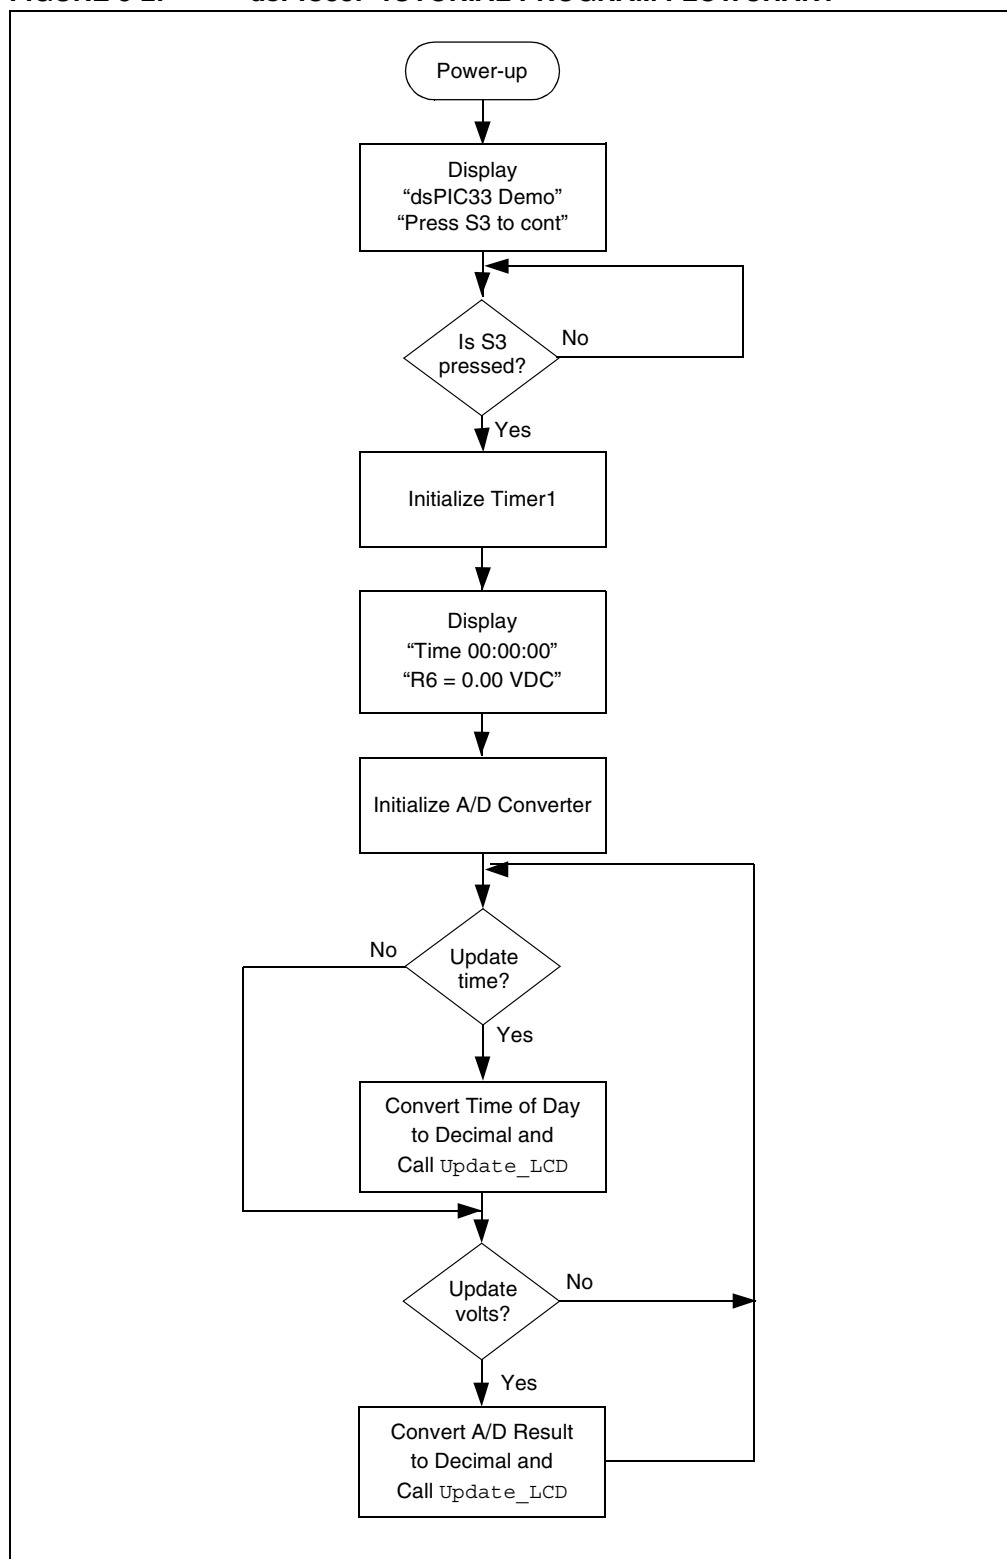 Power-up
Display
“dsPIC33 Demo”
“Press S3 to cont”
Is S3
pressed?
No
Yes
Initialize Timer1
Display
“Time 00:00:00”
“R6 = 0.00 VDC”
Initialize A/D Converter
No
Update
time?
Yes
Convert Time of Day
to Decimal and
Call Update_LCD
Update
volts?
No
Yes
Convert A/D Result
to Decimal and
Call Update_LCD